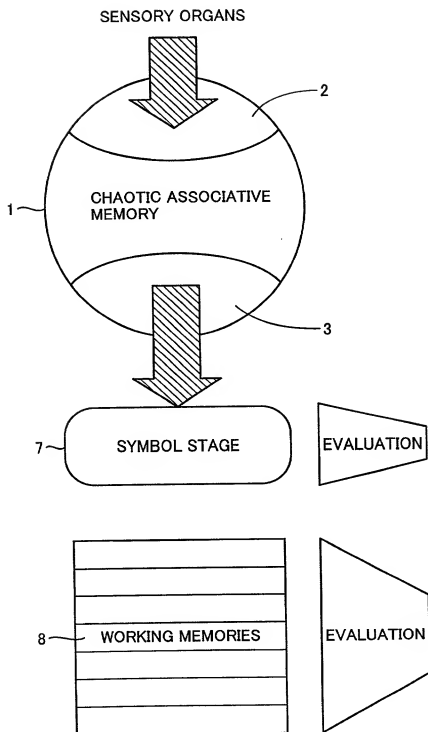 SENSORY ORGANS
2
CHAOTIC ASSOCIATIVE
MEMORY
1
3
7
SYMBOL STAGE
EVALUATION
8
WORKING MEMORIES
EVALUATION